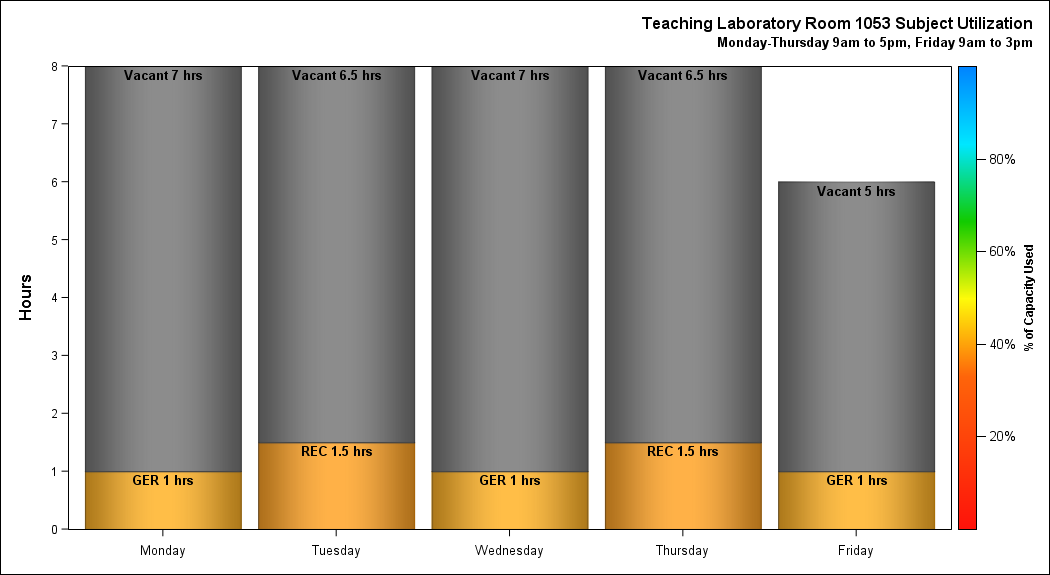 Teaching Laboratory Room 1053 Subject Utilization
Monday-Thursday 9am to 5pm, Friday 9am to 3pm
Hours
8
7
6
5
4
3
2
1
0
Vacant 7 hrs
Vacant 6.5 hrs
Vacant 7 hrs
Vacant 6.5 hrs
Vacant 5 hrs
GER 1 hrs
REC 1.5 hrs
GER 1 hrs
REC 1.5 hrs
GER 1 hrs
Monday
Tuesday
Wednesday
Thursday
Friday
80%
60%
40%
20%
% of Capacity Used